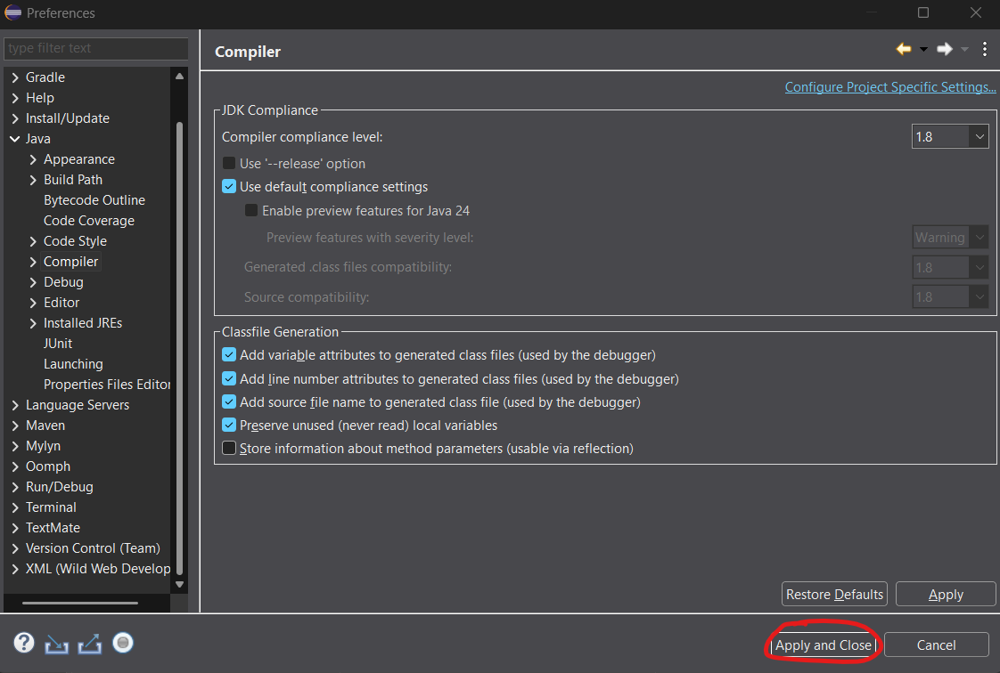 Preferences
type filter text
Gradle
Help
Install/Update
Java
Appearance
Build Path
Bytecode Outline
Code Coverage
Code Style
Compiler
Debug
Editor
Installed JREs
JUnit
Launching
Properties Files Editor
Language Servers
Maven
Mylyn
Oomph
Run/Debug
Terminal
TextMate
Version Control (Team)
XML (Wild Web Develop
Compiler
Configure Project Specific Settings...
JDK Compliance
Compiler compliance level: 1.8
Use '--release' option
Use default compliance settings
Enable preview features for Java 24
Preview features with severity level: Warning
Generated .class files compatibility: 1.8
Source compatibility: 1.8
Classfile Generation
Add variable attributes to generated class files (used by the debugger)
Add line number attributes to generated class files (used by the debugger)
Add source file name to generated class file (used by the debugger)
Preserve unused (never read) local variables
Store information about method parameters (usable via reflection)
Restore Defaults Apply
? Apply and Close Cancel